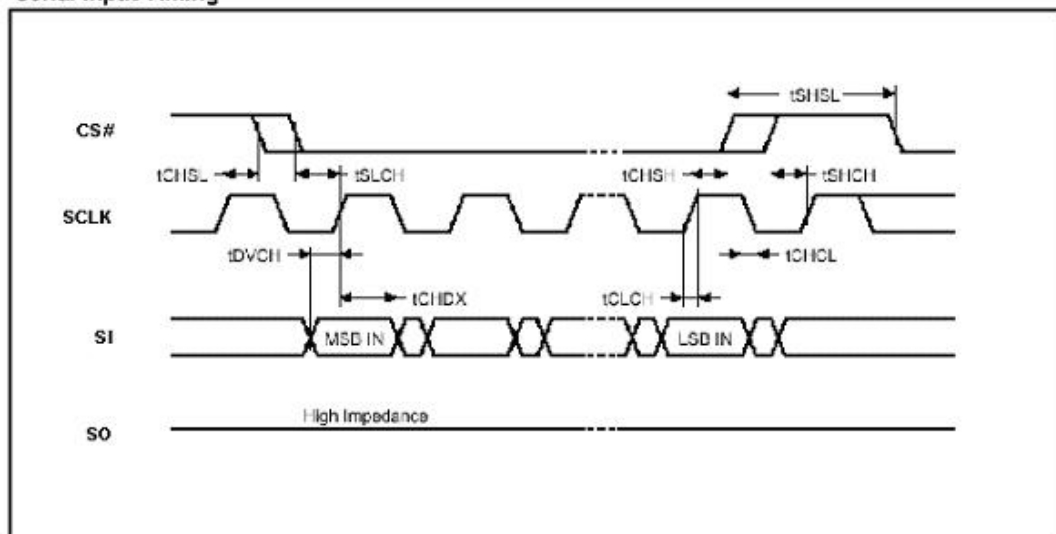 Serial Input Timing
tSHSL
CS#
tCHSL
tSLCH
tCHSH
tSHCH
SCLK
tDVCH
tCHCL
tCHDX
tCLCH
SI
MSB IN
LSB IN
High Impedance
SO